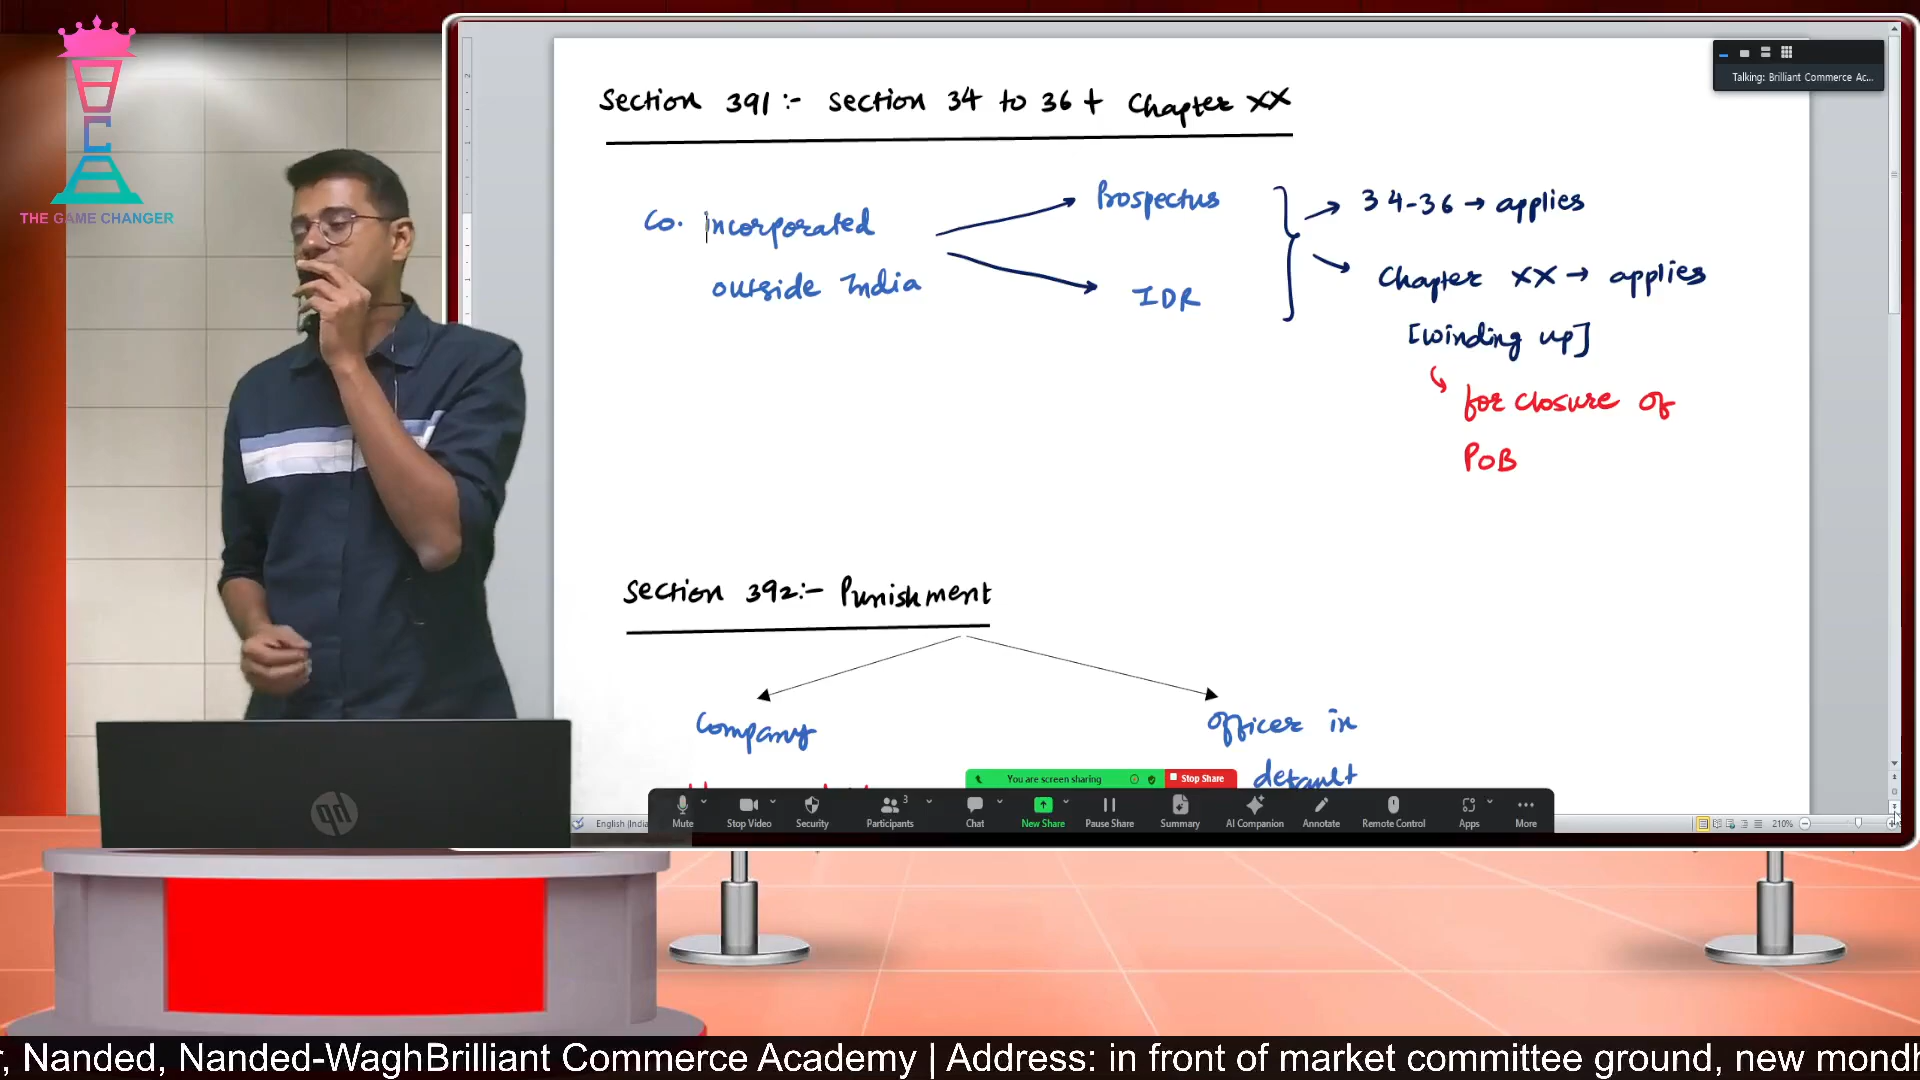 THE GAME CHANGER
Talking: Brilliant Commerce Ac...
Section 391 :- Section 34 to 36 + Chapter XX
Co. incorporated
outside India
Prospectus
IDR
34-36 → applies
Chapter XX → applies
[Winding up]
for closure of
POB
Section 392:- Punishment
Company
Officer in
default
You are screen sharing
Stop Share
Mute
Stop Video
Security
Participants 3
Chat
New Share
Pause Share
Summary
AI Companion
Annotate
Remote Control
Apps
More
English (India
210%
hp
, Nanded, Nanded-WaghBrilliant Commerce Academy | Address: in front of market committee ground, new mondh